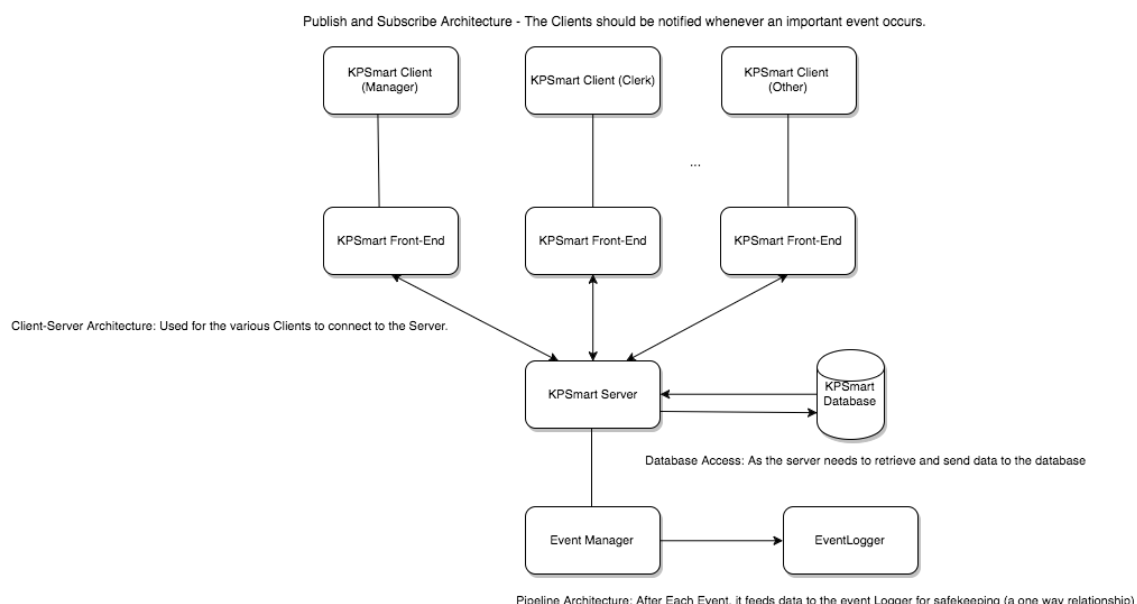 Publish and Subscribe Architecture - The Clients should be notified whenever an important event occurs.
KPSmart Client
(Manager)
KPSmart Client (Clerk)
KPSmart Client
(Other)
...
KPSmart Front-End
KPSmart Front-End
KPSmart Front-End
Client-Server Architecture: Used for the various Clients to connect to the Server.
KPSmart Server
KPSmart
Database
Database Access: As the server needs to retrieve and send data to the database
Event Manager
EventLogger
Pipeline Architecture: After Each Event, it feeds data to the event Logger for safekeeping (a one way relationship)